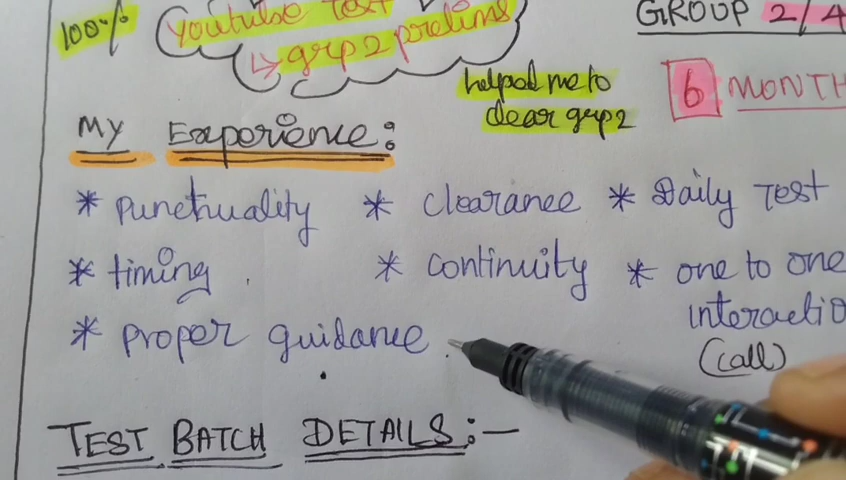 100%
Youtube Test
↳ grp 2 prelims
GROUP 2/4
helped me to
clear grp 2
6 MONTH
My Experience:
* Punctuality * clearance * Daily Test
* timing * continuity * one to one
interactio
* proper guidance
(call)
TEST BATCH DETAILS:-